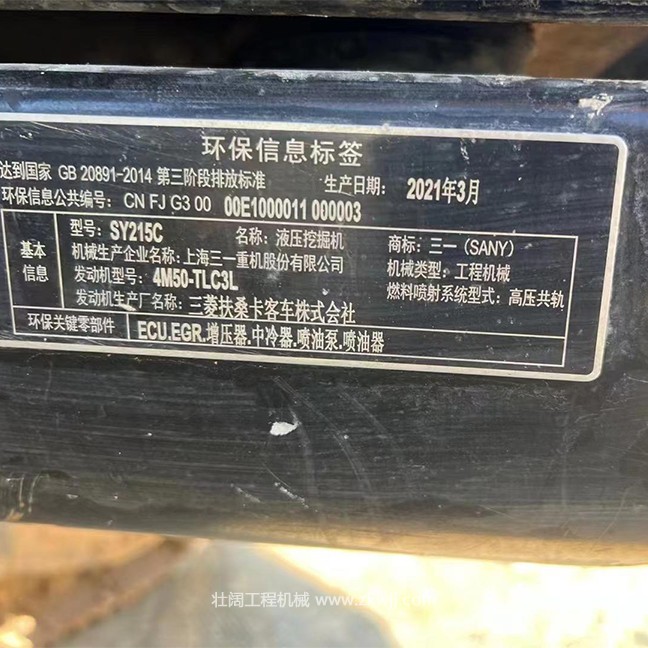 环保信息标签
达到国家 GB 20891-2014 第三阶段排放标准 生产日期: 2021年3月
环保信息公共编号: CN FJ G3 00 00E1000011 000003
基本信息
型号: SY215C 名称: 液压挖掘机 商标: 三一 (SANY)
机械生产企业名称: 上海三一重机股份有限公司 机械类型: 工程机械
发动机型号: 4M50-TLC3L 燃料喷射系统型式: 高压共轨
发动机生产厂名称: 三菱扶桑卡客车株式会社
环保关键零部件 ECU.EGR.增压器.中冷器.喷油泵.喷油器
壮阔工程机械 www.